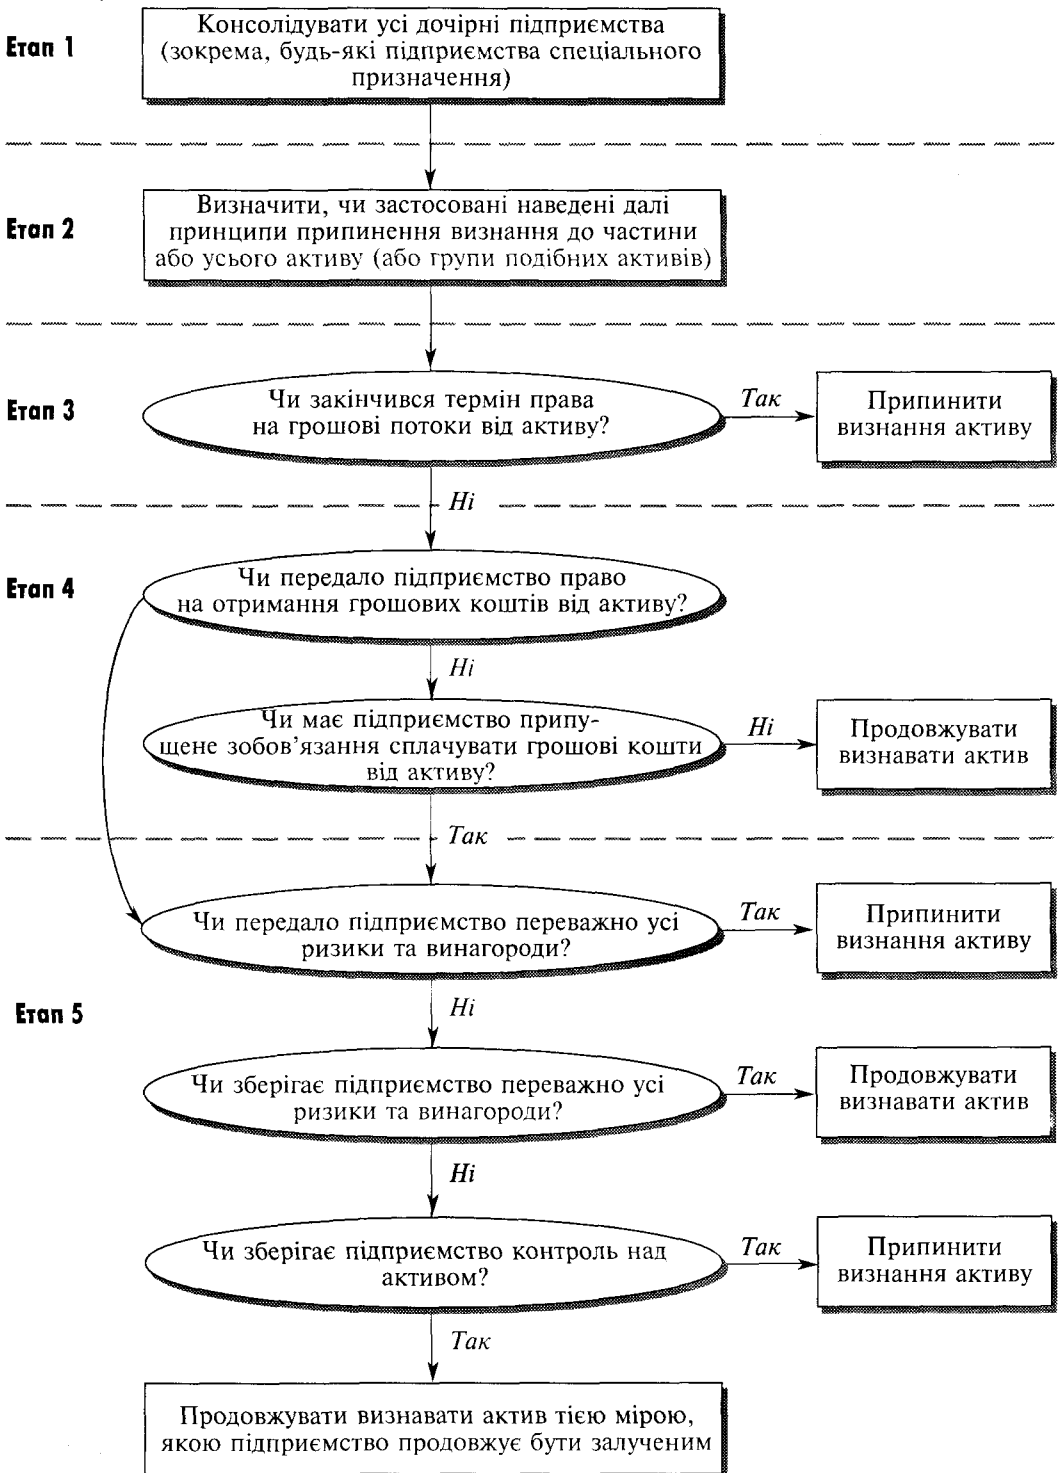 Етап 1
Консолідувати усі дочірні підприємства
(зокрема, будь-які підприємства спеціального
призначення)
Етап 2
Визначити, чи застосовані наведені далі
принципи припинення визнання до частини
або усього активу (або групи подібних активів)
Етап 3
Чи закінчився термін права
на грошові потоки від активу?
Так
Припинити
визнання активу
Ні
Етап 4
Чи передало підприємство право
на отримання грошових коштів від активу?
Ні
Чи має підприємство припу-
щене зобов'язання сплачувати грошові кошти
від активу?
Ні
Продовжувати
визнавати актив
Так
Чи передало підприємство переважно усі
ризики та винагороди?
Так
Припинити
визнання активу
Ні
Етап 5
Чи зберігає підприємство переважно усі
ризики та винагороди?
Так
Продовжувати
визнавати актив
Ні
Чи зберігає підприємство контроль над
активом?
Так
Припинити
визнання активу
Так
Продовжувати визнавати актив тією мірою,
якою підприємство продовжує бути залученим